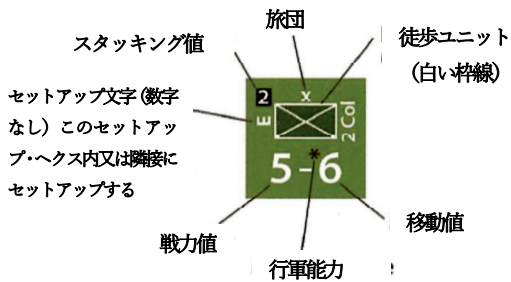 旅団
スタッキング値
徒歩ユニット
（白い枠線）
セットアップ文字（数字
なし）このセットアッ
プ・ヘクス内又は隣接に
セットアップする
2
x
E
2 Col
5-*6
戦力値
行軍能力
移動値